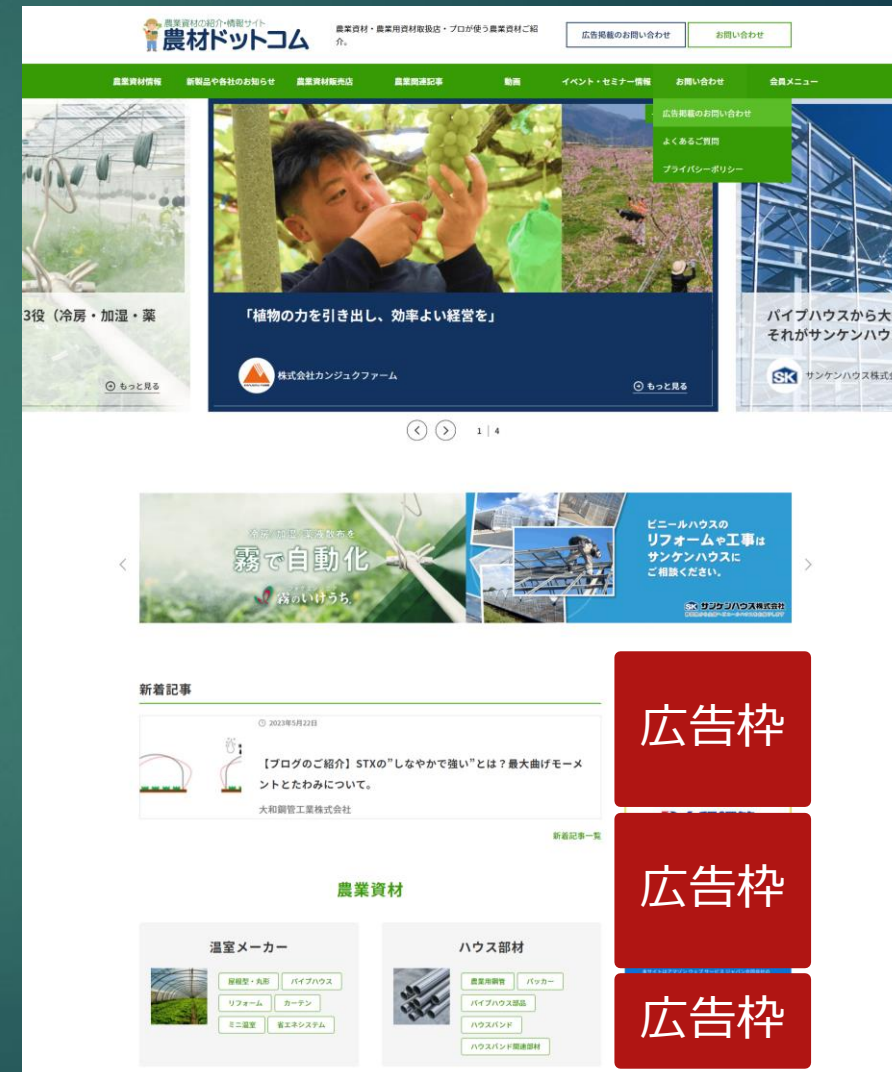 農業資材の紹介・情報サイト
農材ドットコム
農業資材・農業用資材取扱店・プロが使う農業資材ご紹
介。
広告掲載のお問い合わせ
お問い合わせ
農業資材情報
新製品や各社のお知らせ
農業資材販売店
農業関連記事
動画
イベント・セミナー情報
お問い合わせ
会員メニュー
広告掲載のお問い合わせ
よくあるご質問
プライバシーポリシー
3役（冷房・加湿・薬
もっと見る
「植物の力を引き出し、効率よい経営を」
株式会社カンジュクファーム
もっと見る
パイプハウスから大
それがサンケンハウ
SK サンケンハウス株式会
1 | 4
冷房/加湿/薬液散布を
霧で自動化
霧のいけうち
ビニールハウスの
リフォームや工事は
サンケンハウスに
ご相談ください。
SK サンケンハウス株式会社
新着記事
2023年5月22日
【ブログのご紹介】STXの”しなやかで強い”とは？最大曲げモーメ
ントとたわみについて。
大和鋼管工業株式会社
新着記事一覧
広告枠
広告枠
広告枠
農業資材
温室メーカー
屋根型・丸形
パイプハウス
リフォーム
カーテン
ミニ温室
省エネシステム
ハウス部材
農業用鋼管
パッカー
パイプハウス部品
ハウスバンド
ハウスバンド関連部材